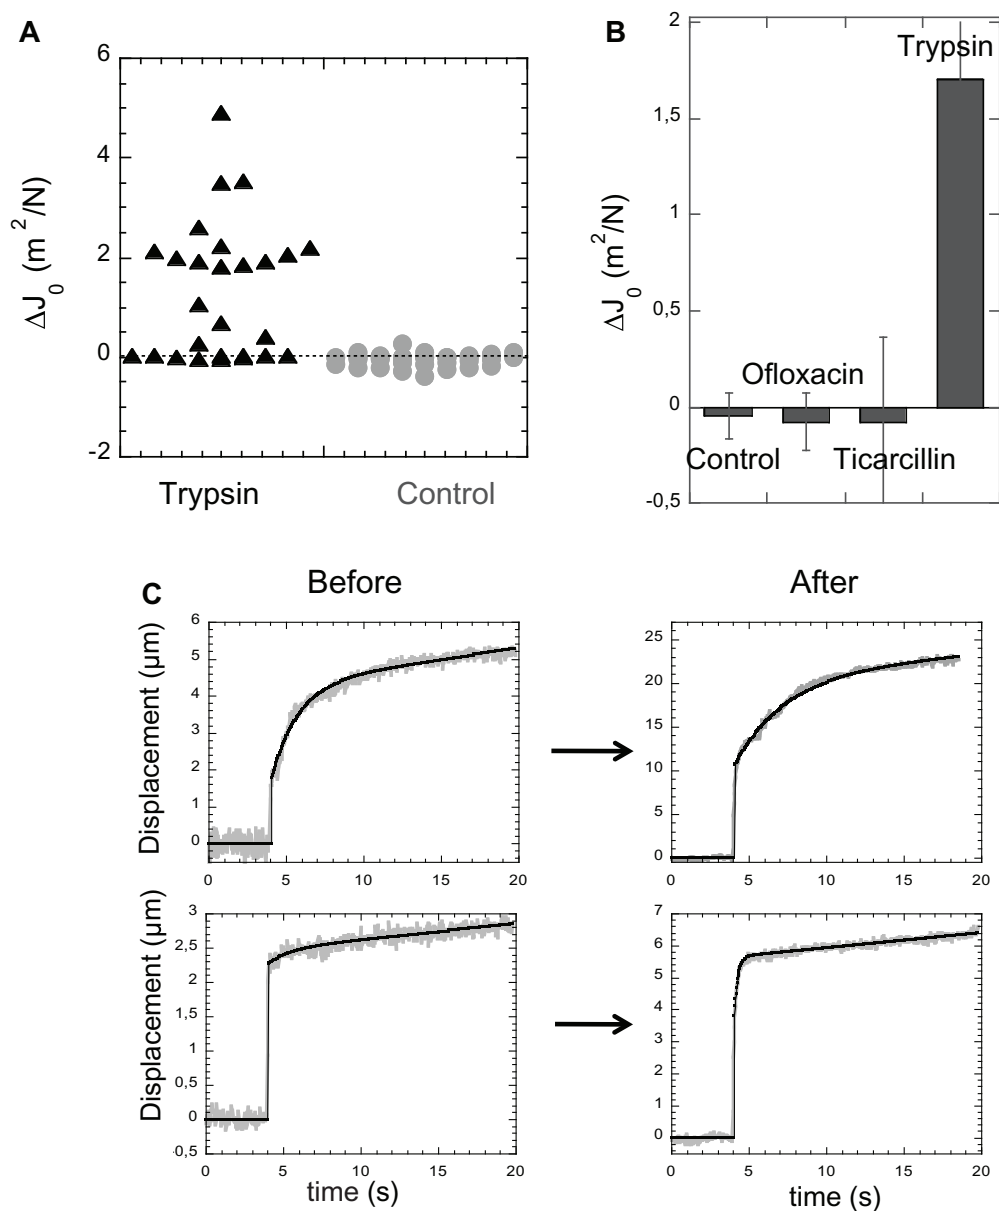 A
6
4
2
0
-2
ΔJ0 (m2/N)
Trypsin
Control
B
2
1,5
1
0,5
0
-0,5
ΔJ0 (m2/N)
Trypsin
Ofloxacin
Control
Ticarcillin
C
Before
After
Displacement (μm)
6
5
4
3
2
1
0
0 5 10 15 20
25
20
15
10
5
0
0 5 10 15 20
Displacement (μm)
3
2,5
2
1,5
1
0,5
0
-0,5
0 5 10 15 20
time (s)
7
6
5
4
3
2
1
0
0 5 10 15 20
time (s)